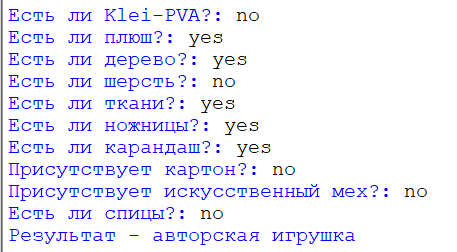 Есть ли Klei-PVA?: no
Есть ли плюш?: yes
Есть ли дерево?: yes
Есть ли шерсть?: no
Есть ли ткани?: yes
Есть ли ножницы?: yes
Есть ли карандаш?: yes
Присутствует картон?: no
Присутствует искусственный мех?: no
Есть ли спицы?: no
Результат - авторская игрушка